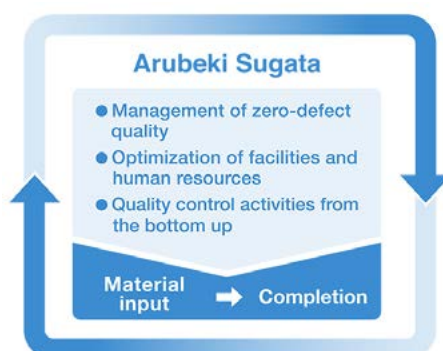 Arubeki Sugata
● Management of zero-defect
quality
● Optimization of facilities and
human resources
● Quality control activities from
the bottom up
Material
input
Completion